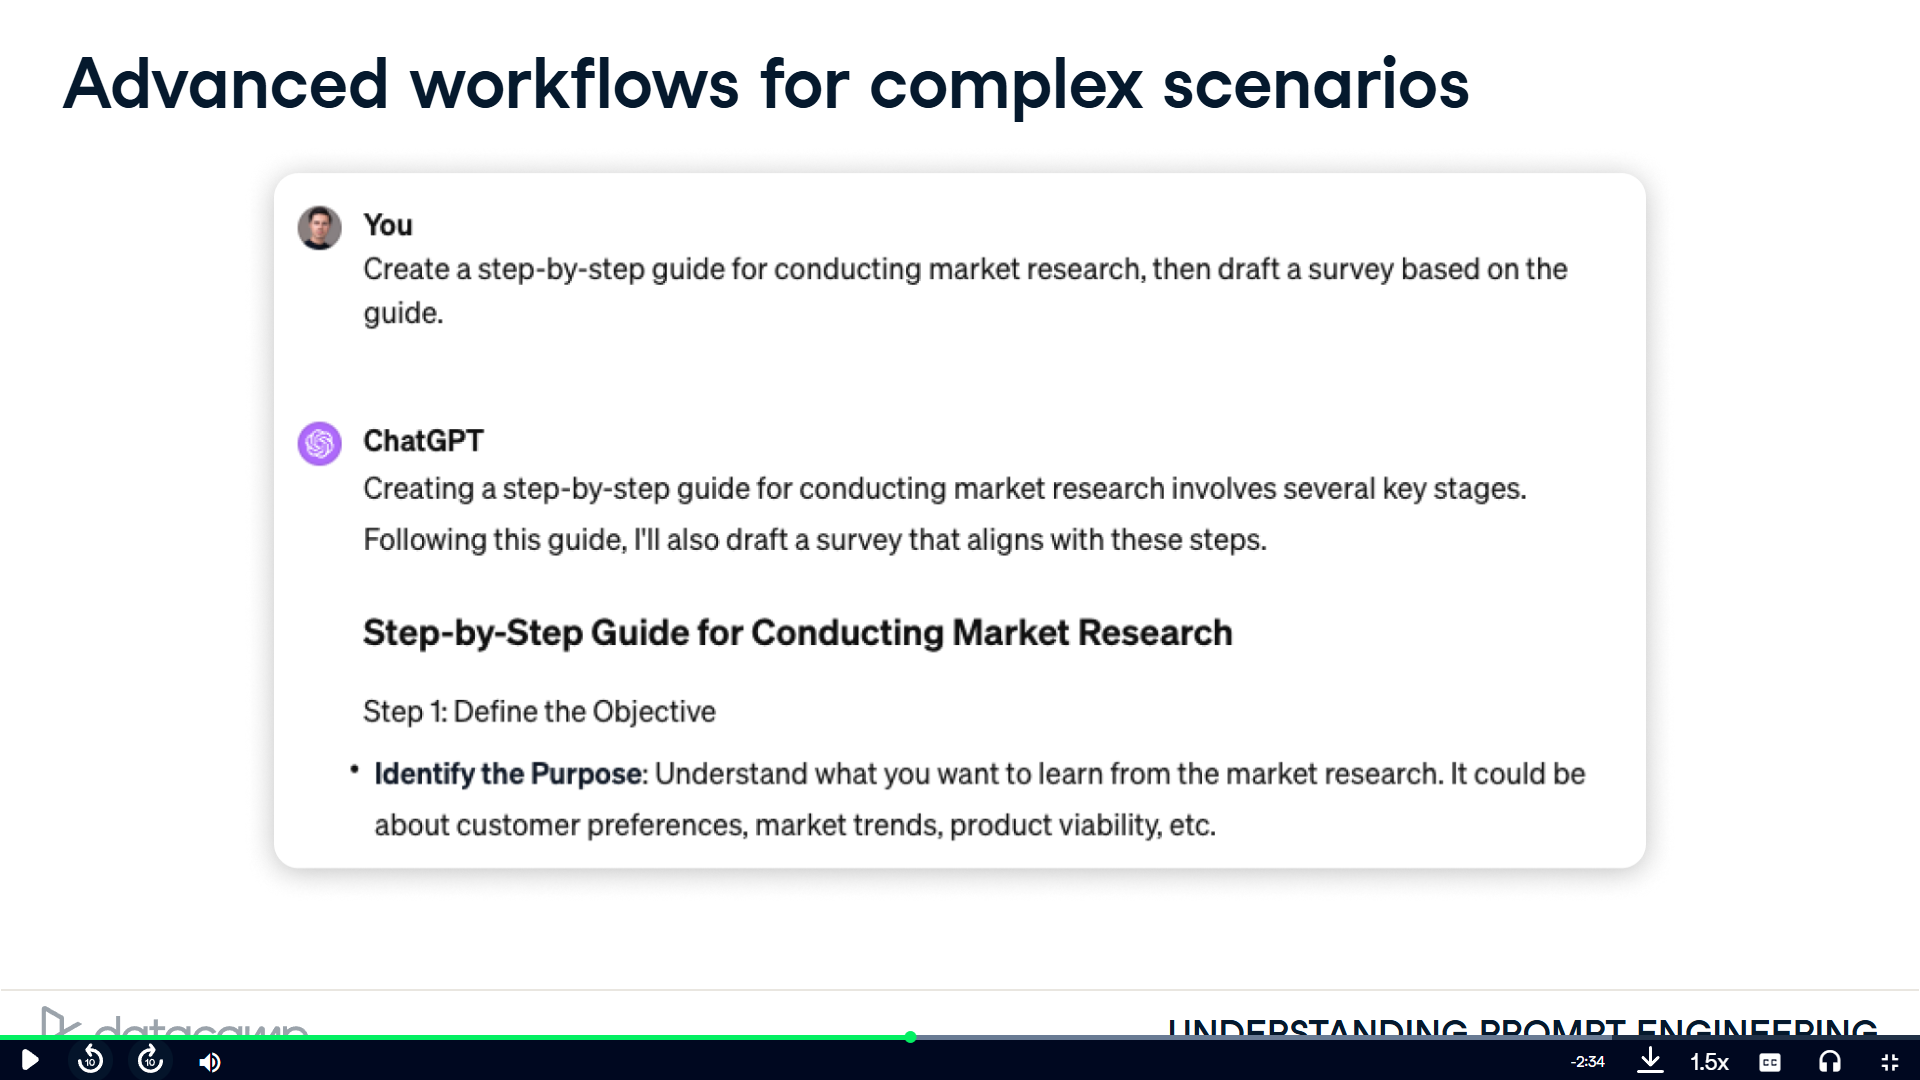 Advanced workflows for complex scenarios
You
Create a step-by-step guide for conducting market research, then draft a survey based on the
guide.
ChatGPT
Creating a step-by-step guide for conducting market research involves several key stages.
Following this guide, I'll also draft a survey that aligns with these steps.
Step-by-Step Guide for Conducting Market Research
Step 1: Define the Objective
• Identify the Purpose: Understand what you want to learn from the market research. It could be
about customer preferences, market trends, product viability, etc.
datacamp
UNDERSTANDING PROMPT ENGINEERING
10
10
-2:34
1.5x
CC